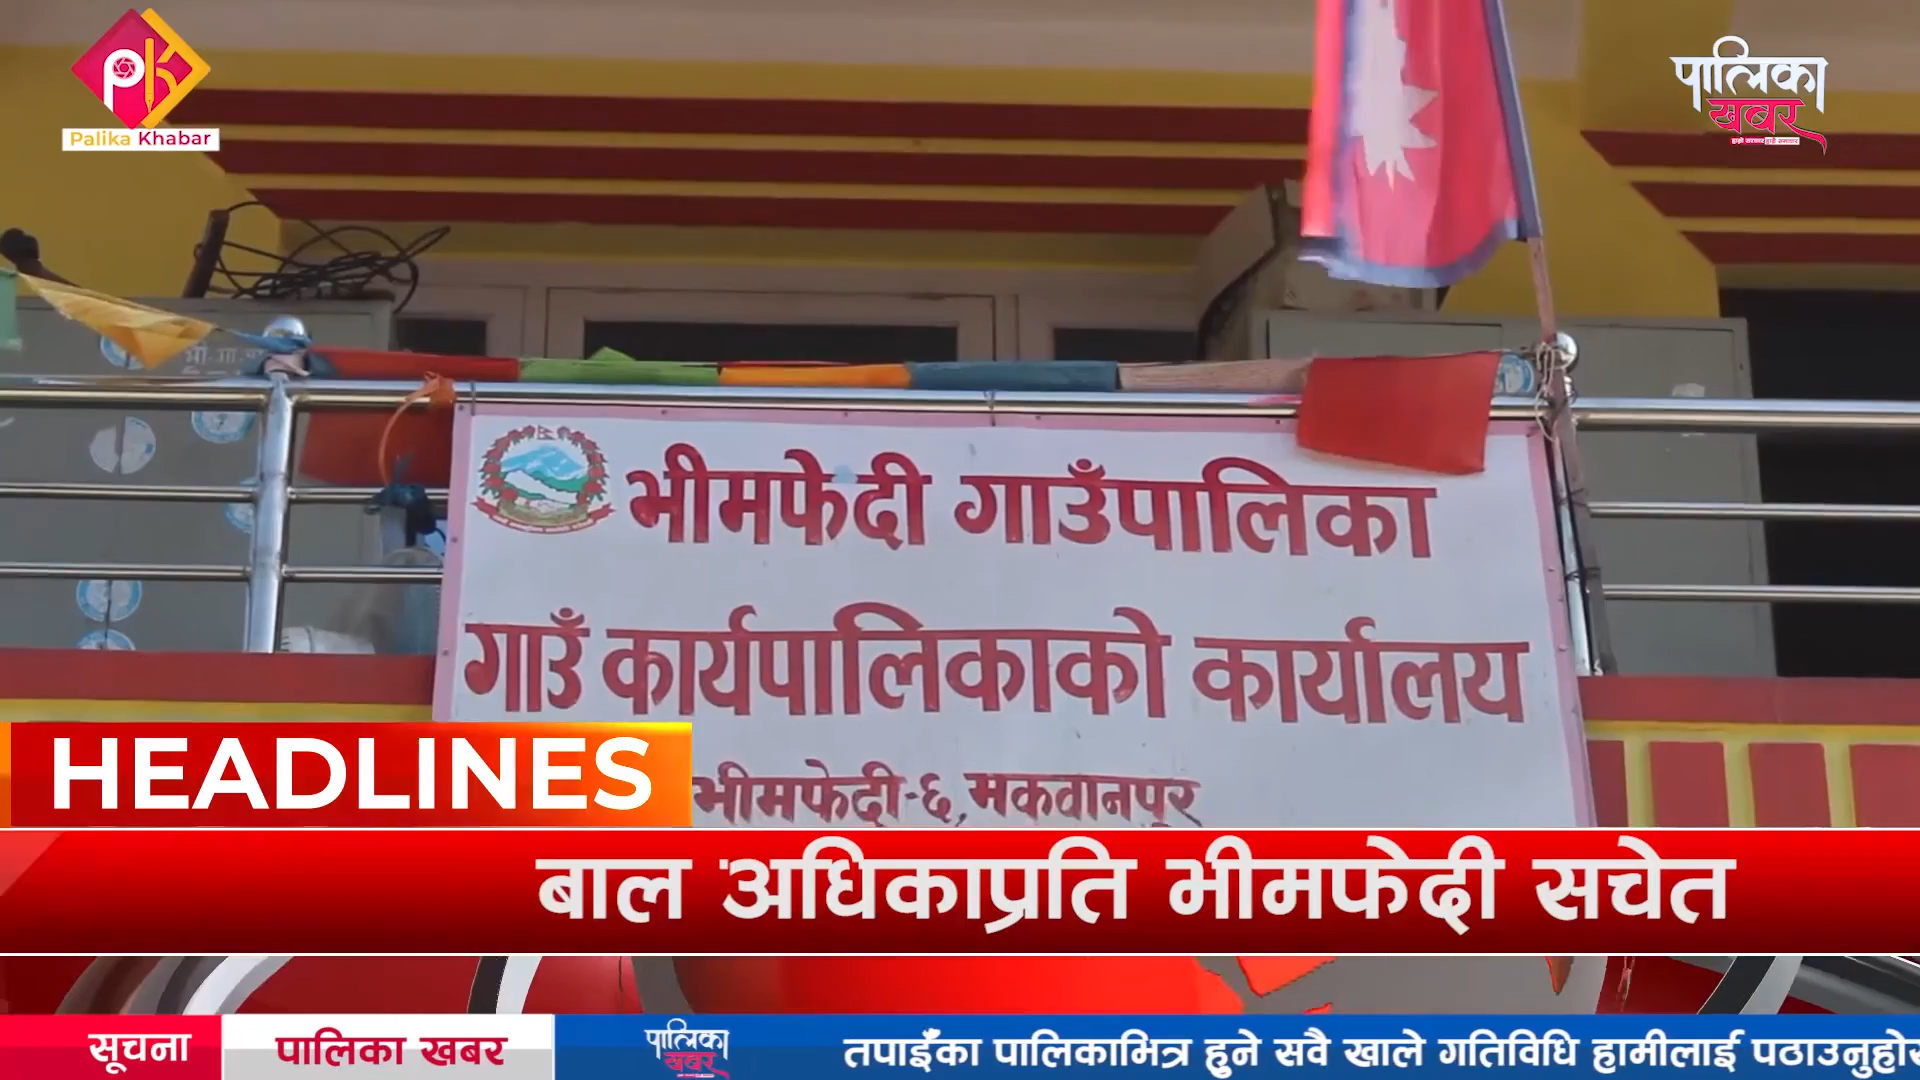 Palika Khabar
पालिका
खबर
भीमफेदी गाउँपालिका
गाउँ कार्यपालिकाको कार्यालय
भीमफेदी-६, मकवानपुर
HEADLINES
बाल अधिकाप्रति भीमफेदी सचेत
सूचना
पालिका खबर
पालिका
खबर
तपाइँका पालिकाभित्र हुने सवै खाले गतिविधि हामीलाई पठाउनुहोस